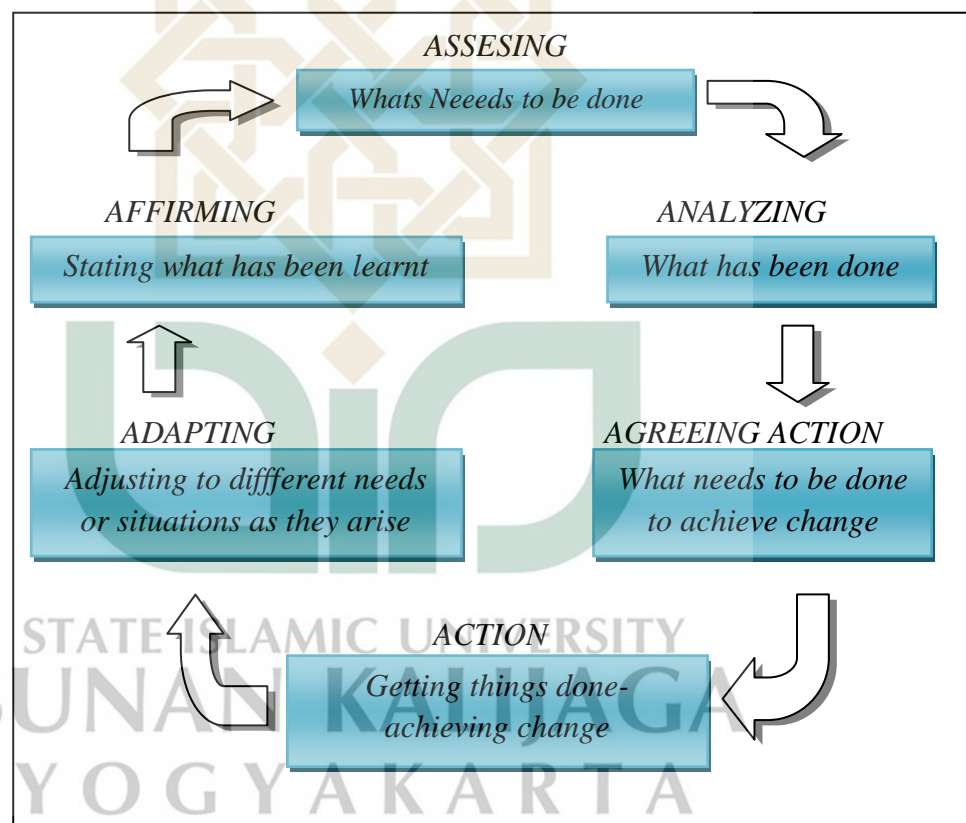 ASSESING
Whats Neeeds to be done
ANALYZING
What has been done
AGREEING ACTION
What needs to be done
to achieve change
ACTION
Getting things done-
achieving change
ADAPTING
Adjusting to diffferent needs
or situations as they arise
AFFIRMING
Stating what has been learnt
STATE ISLAMIC UNIVERSITY
SUNAN KALIJAGA
YOGYAKARTA